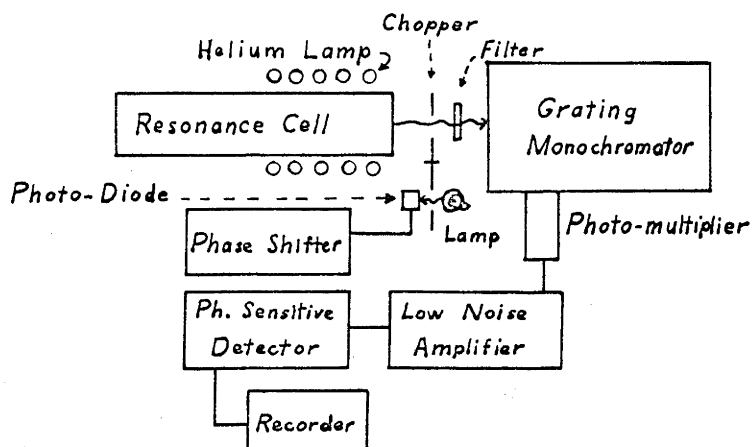 Chopper
Helium Lamp
Filter
Resonance Cell
Grating
Monochromator
Photo-Diode
Lamp
Phase Shifter
Photo-multiplier
Ph. Sensitive
Detector
Low Noise
Amplifier
Recorder